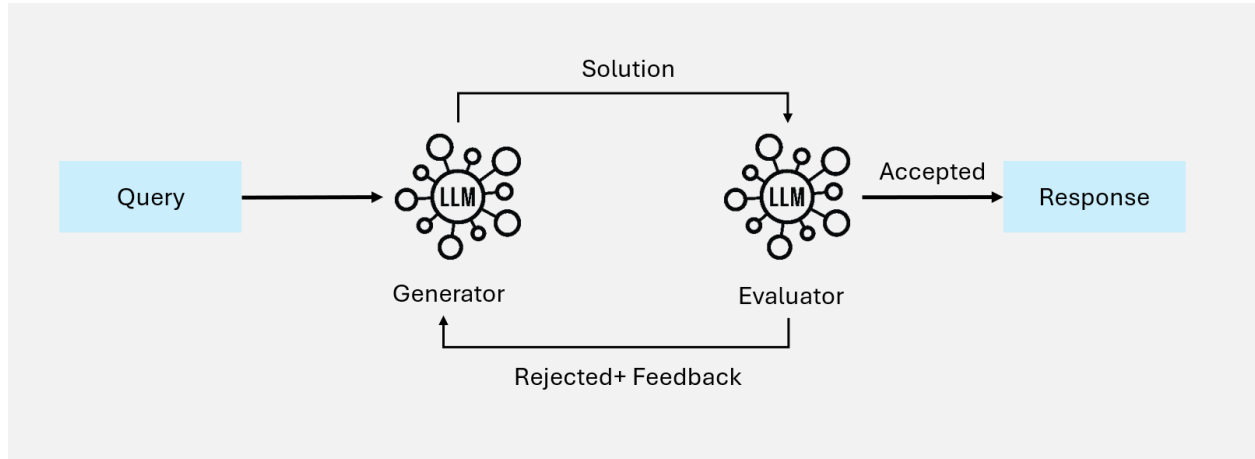 Solution
Query
LLM
LLM
Accepted
Response
Generator
Evaluator
Rejected+ Feedback